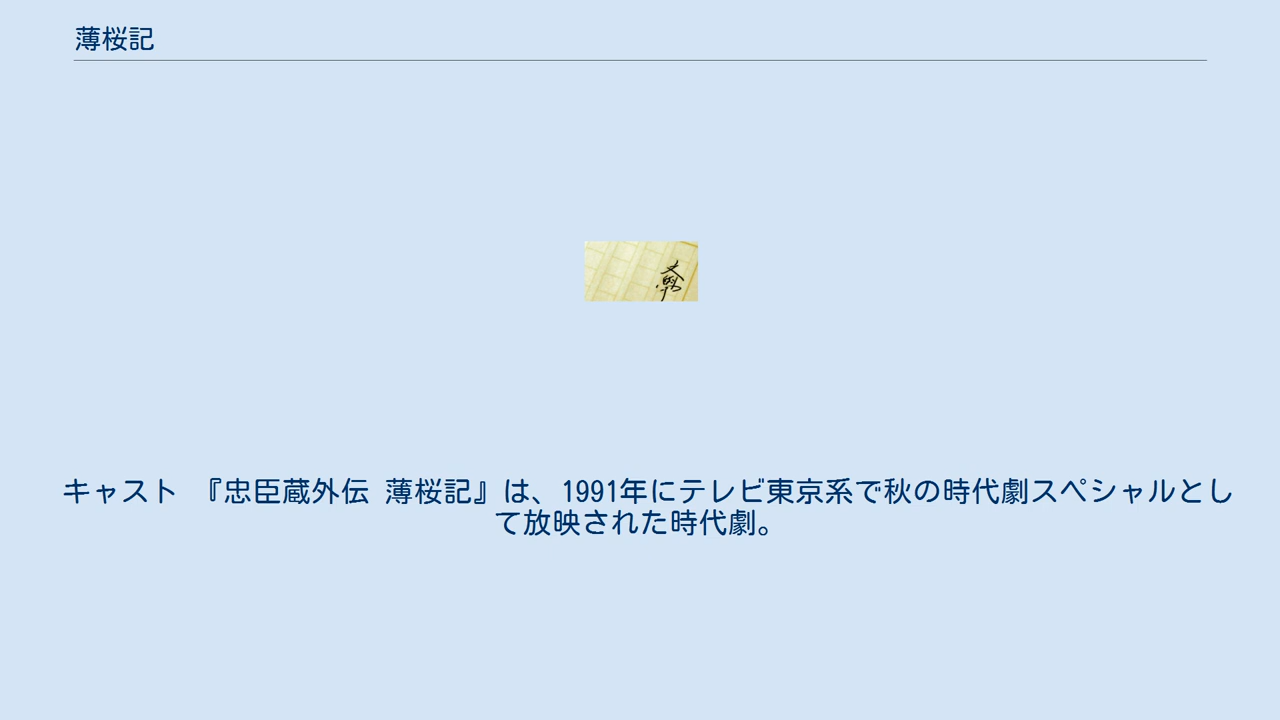 薄桜記
キャスト 『忠臣蔵外伝 薄桜記』は、1991年にテレビ東京系で秋の時代劇スペシャルとし
て放映された時代劇。